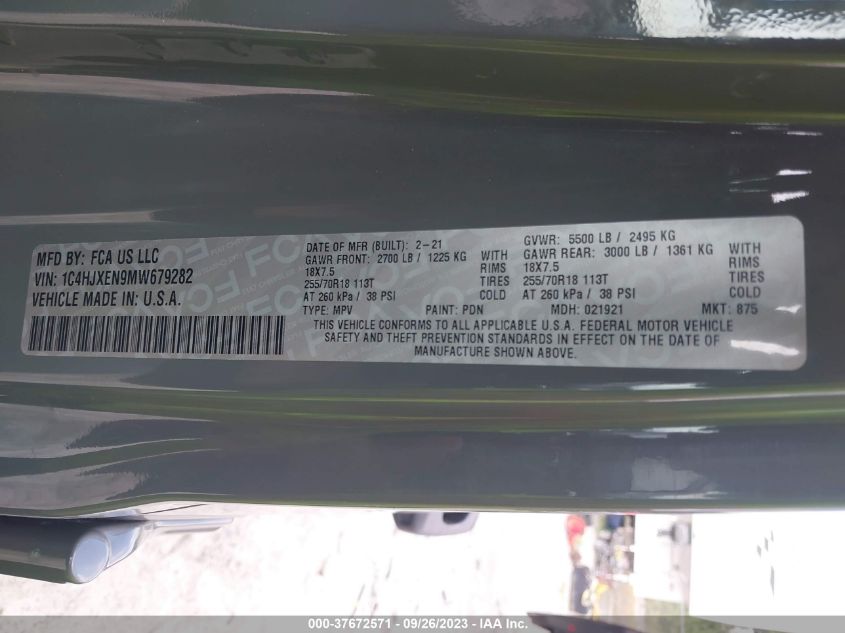 MFD BY: FCA US LLC
VIN: 1C4HJXEN9MW679282
VEHICLE MADE IN: U.S.A.
DATE OF MFR (BUILT): 2-21
GAWR FRONT: 2700 LB / 1225 KG WITH
18X7.5 RIMS
255/70R18 113T TIRES
AT 260 kPa / 38 PSI COLD
GVWR: 5500 LB / 2495 KG
GAWR REAR: 3000 LB / 1361 KG WITH
18X7.5 RIMS
255/70R18 113T TIRES
AT 260 kPa / 38 PSI COLD
TYPE: MPV PAINT: PDN MDH: 021921 MKT: 875
THIS VEHICLE CONFORMS TO ALL APPLICABLE U.S.A. FEDERAL MOTOR VEHICLE
SAFETY AND THEFT PREVENTION STANDARDS IN EFFECT ON THE DATE OF
MANUFACTURE SHOWN ABOVE.
000-37672571 - 09/26/2023 - IAA Inc.